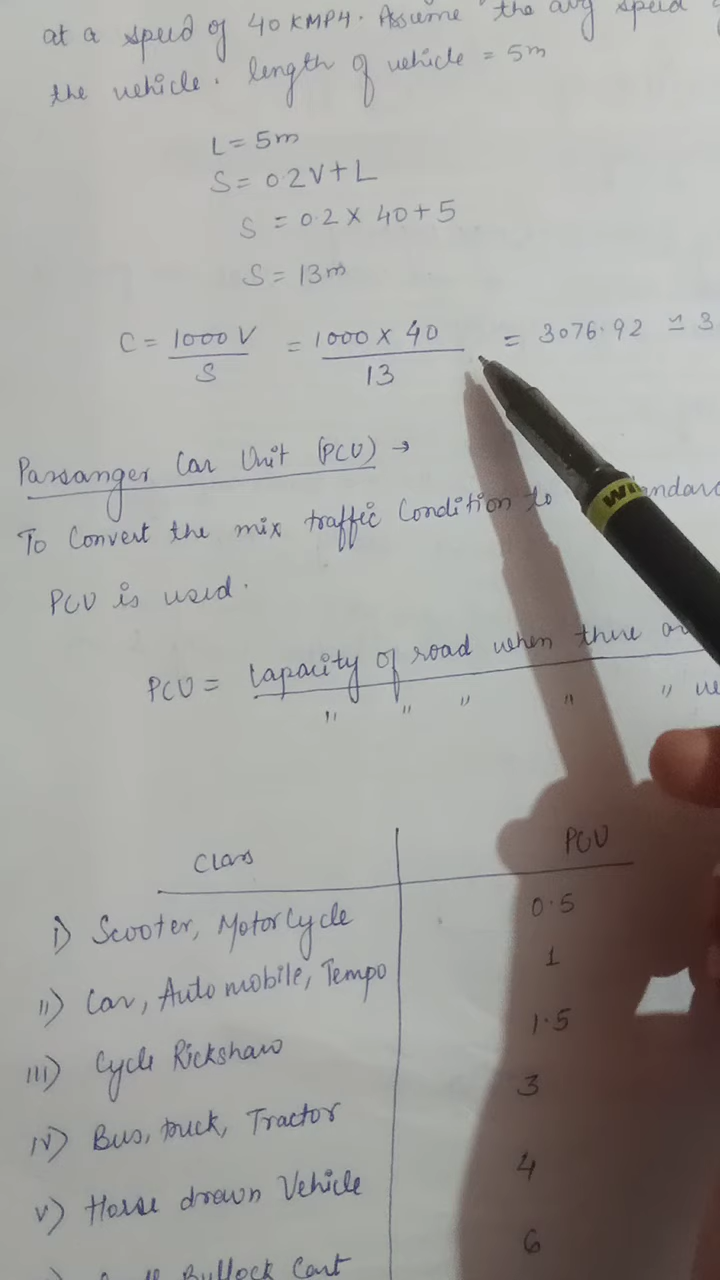 at a speed of 40 KMPH. Assume the avg speed
the vehicle. length of vehicle = 5m
L = 5m
S = 0.2V + L
S = 0.2 × 40 + 5
S = 13m
C = 1000 V / S = 1000 × 40 / 13 = 3076.92 ≃ 3
Passanger Car Unit (PCU) →
To Convert the mix traffic Condition to
PCU is used.
PCU = Capacity of road when there
" " " " "
Class PCU
i) Scooter, Motorcycle 0.5
ii) Car, Automobile, Tempo 1
iii) Cycle Rickshaw 1.5
iv) Bus, truck, Tractor 3
v) Horse drawn Vehicle 4
Bullock Cart 6